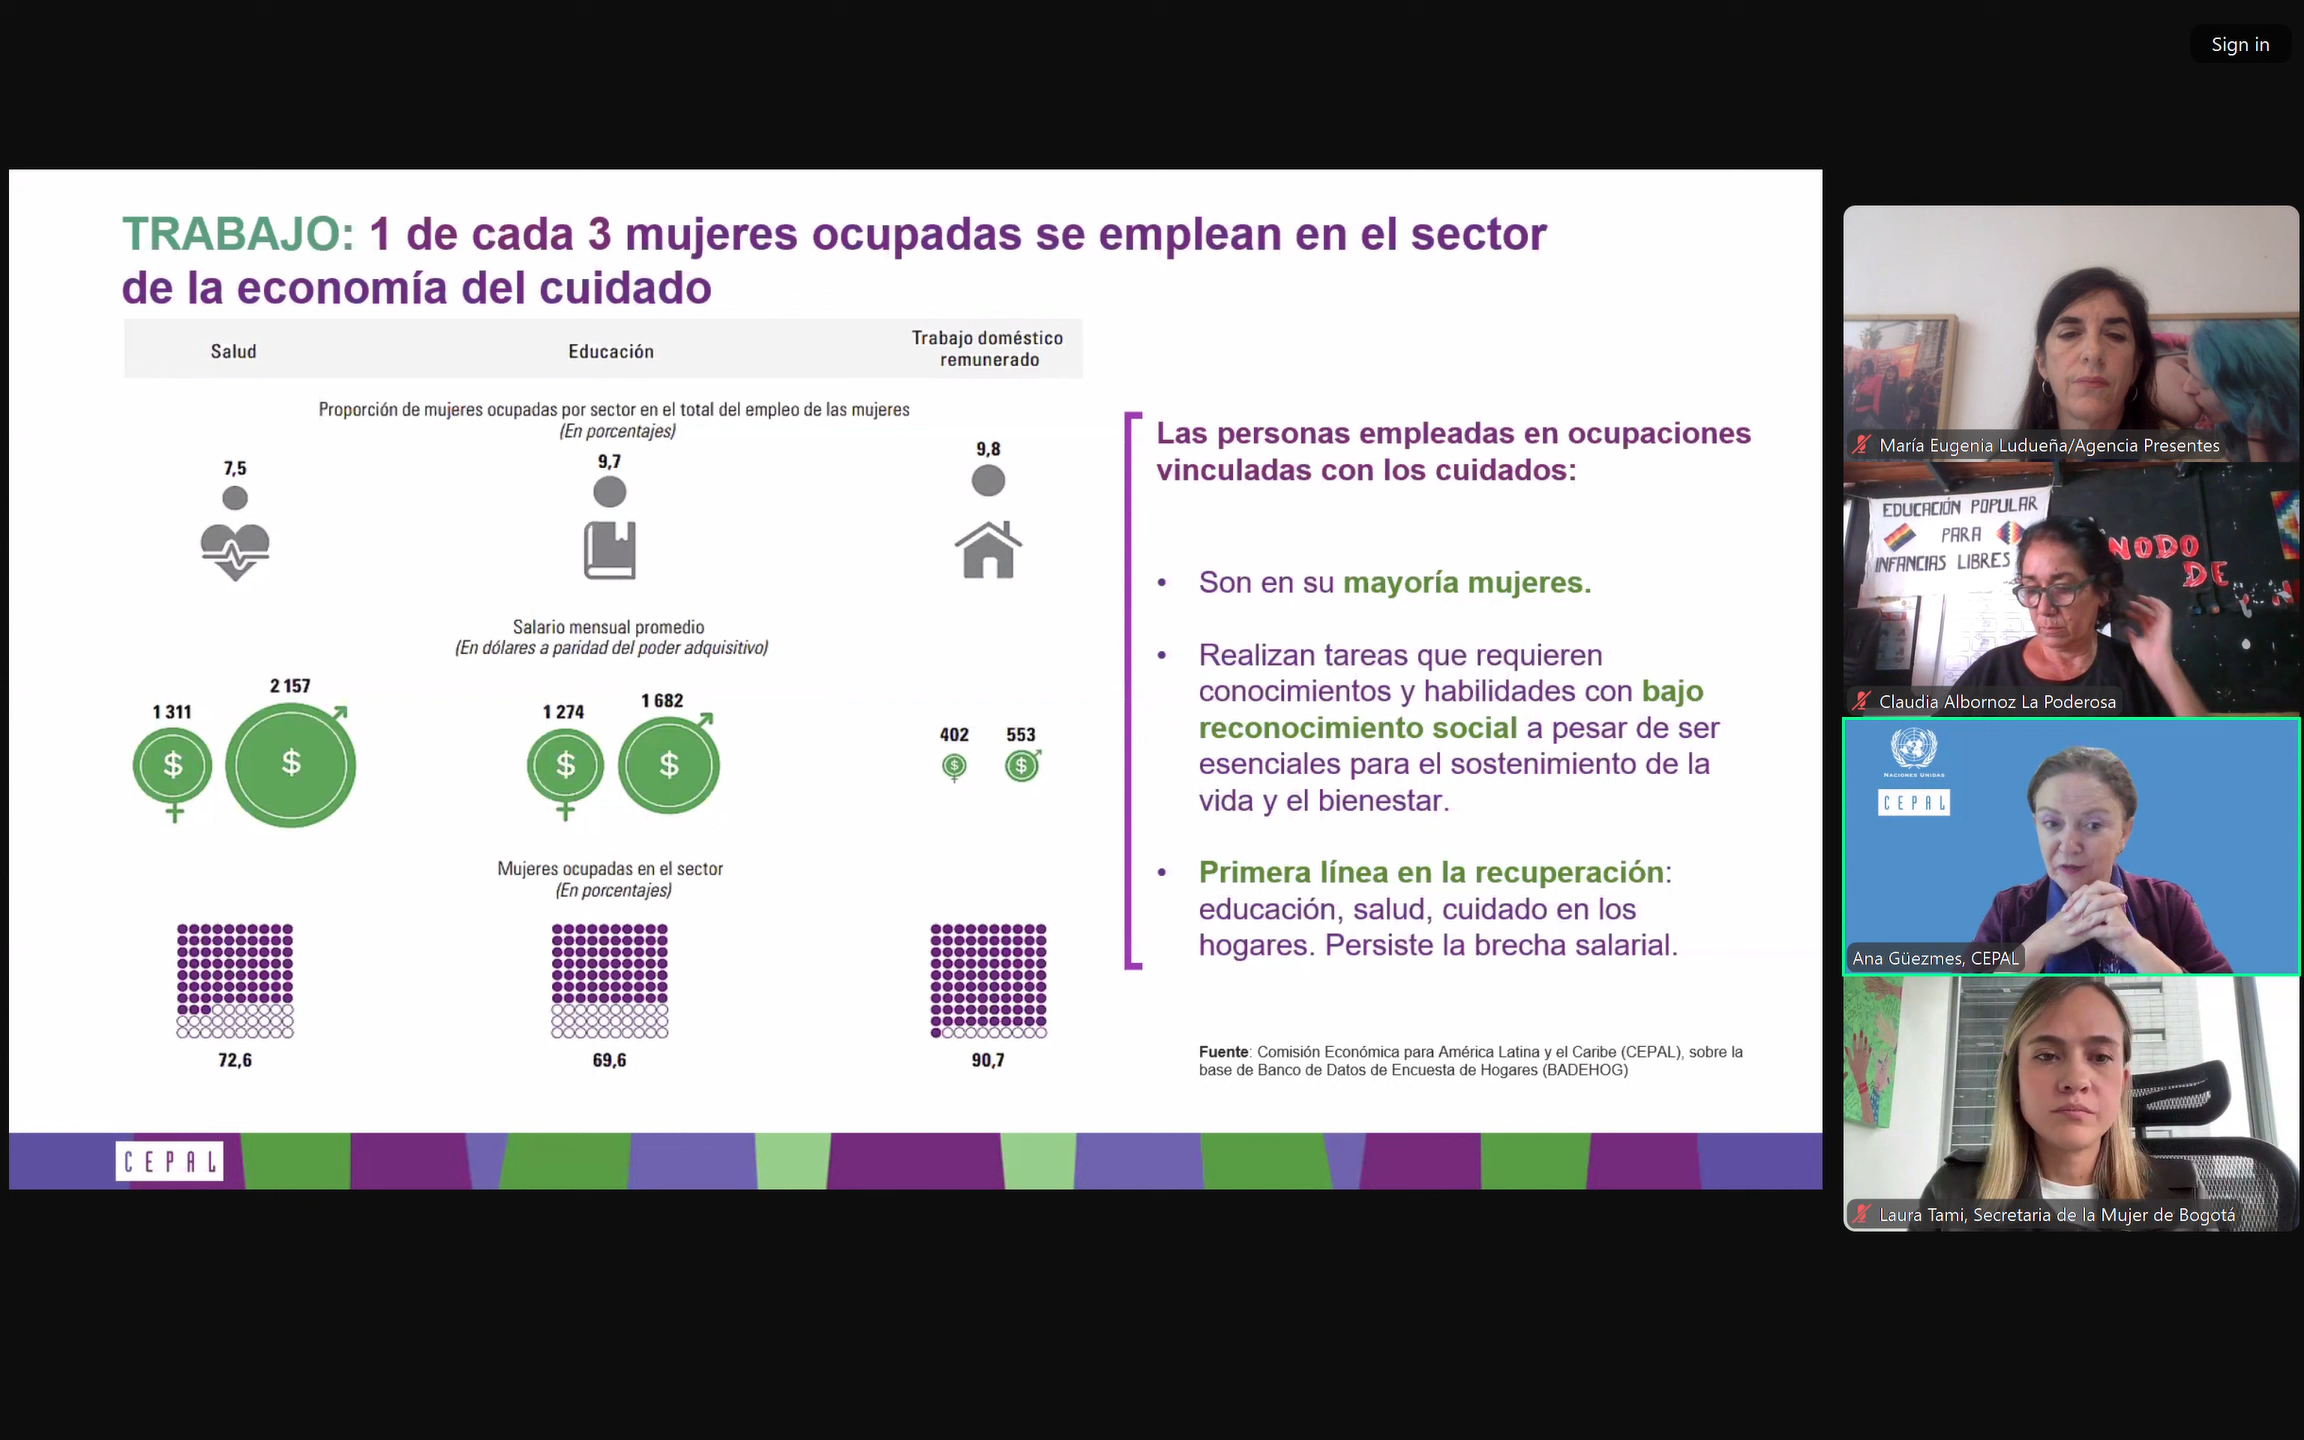 Sign in
TRABAJO: 1 de cada 3 mujeres ocupadas se emplean en el sector
de la economía del cuidado
Salud
Educación
Trabajo doméstico
remunerado
Proporción de mujeres ocupadas por sector en el total del empleo de las mujeres
(En porcentajes)
7,5
9,7
9,8
Salario mensual promedio
(En dólares a paridad del poder adquisitivo)
1 311
2 157
1 274
1 682
402
553
$
$
$
$
$
$
Mujeres ocupadas en el sector
(En porcentajes)
72,6
69,6
90,7
Las personas empleadas en ocupaciones
vinculadas con los cuidados:
• Son en su mayoría mujeres.
• Realizan tareas que requieren
conocimientos y habilidades con bajo
reconocimiento social a pesar de ser
esenciales para el sostenimiento de la
vida y el bienestar.
• Primera línea en la recuperación:
educación, salud, cuidado en los
hogares. Persiste la brecha salarial.
Fuente: Comisión Económica para América Latina y el Caribe (CEPAL), sobre la
base de Banco de Datos de Encuesta de Hogares (BADEHOG)
CEPAL
María Eugenia Ludueña/Agencia Presentes
EDUCACIÓN POPULAR
PARA
INFANCIAS LIBRES
NODO
DE
Claudia Albornoz La Poderosa
NACIONES UNIDAS
CEPAL
Ana Güezmes, CEPAL
Laura Tami, Secretaria de la Mujer de Bogotá